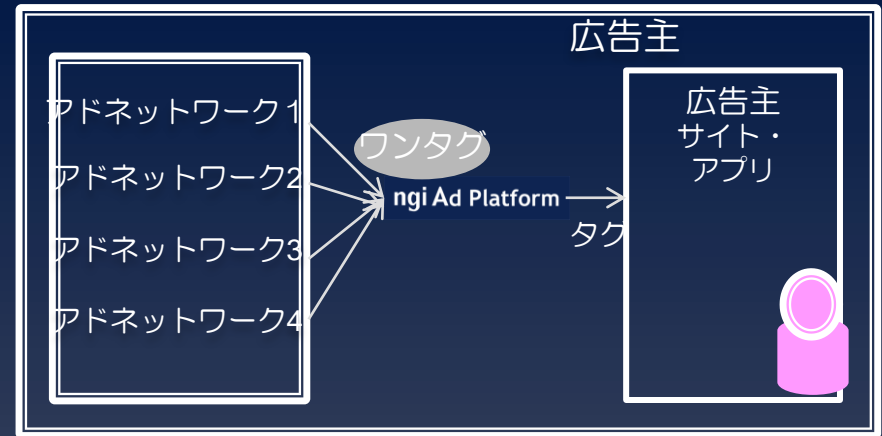 広告主
アドネットワーク１
アドネットワーク2
アドネットワーク3
アドネットワーク4
ワンタグ
ngi Ad Platform
タグ
広告主
サイト・
アプリ